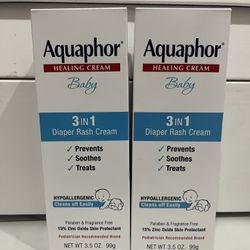 Aquaphor®
HEALING CREAM
Baby
3 IN 1
Diaper Rash Cream
✓ Prevents
✓ Soothes
✓ Treats
HYPOALLERGENIC
Cleans off Easily
Paraben & Fragrance Free
15% Zinc Oxide Skin Protectant
Pediatrician Recommended Brand
NET WT 3.5 OZ. 99g
Aquaphor®
HEALING CREAM
Baby
3 IN 1
Diaper Rash Cream
✓ Prevents
✓ Soothes
✓ Treats
HYPOALLERGENIC
Cleans off Easily
Paraben & Fragrance Free
15% Zinc Oxide Skin Protectant
Pediatrician Recommended Brand
NET WT 3.5 OZ. 99g